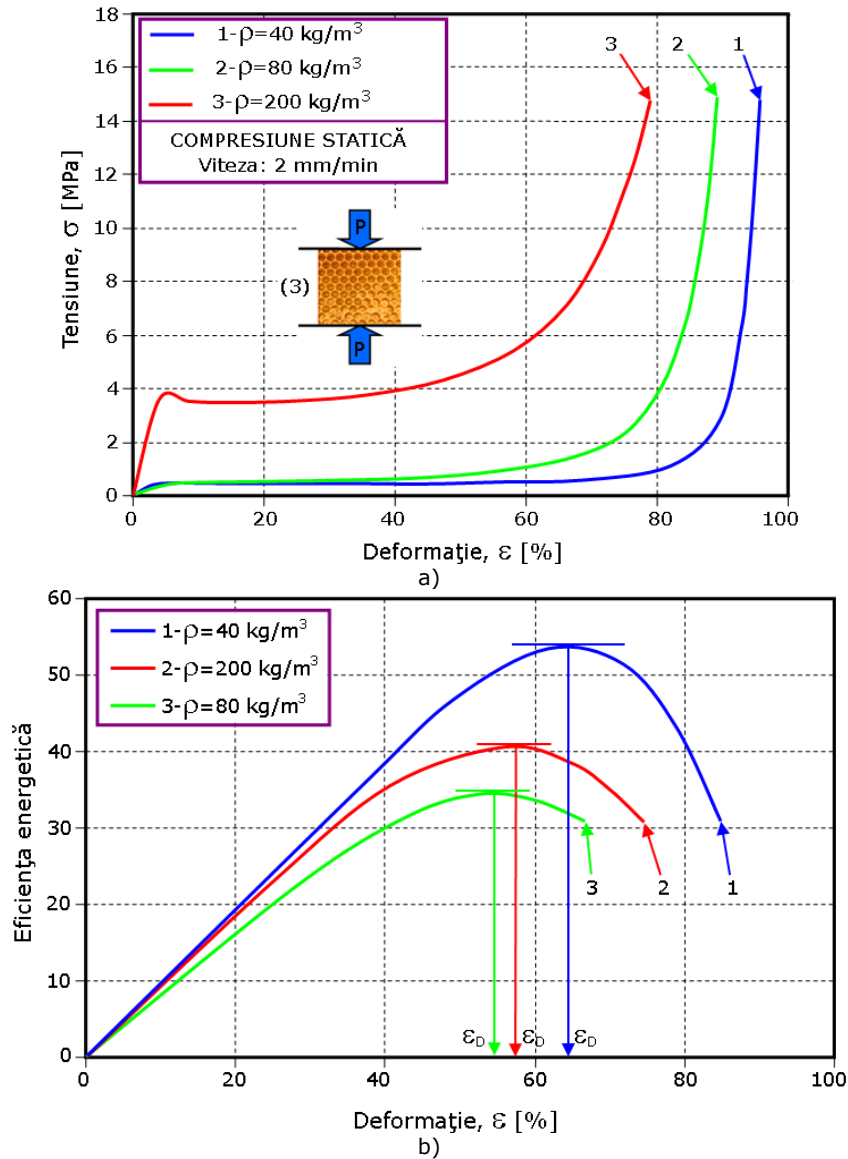 18
16
14
12
10
8
6
4
2
0
Tensiune, σ [MPa]
1-ρ=40 kg/m³
2-ρ=80 kg/m³
3-ρ=200 kg/m³
COMPRESIUNE STATICĂ
Viteza: 2 mm/min
3
2
1
P
(3)
P
0
20
40
60
80
100
Deformaţie, ε [%]
a)
60
50
40
30
20
10
0
Eficienţa energetică
1-ρ=40 kg/m³
2-ρ=200 kg/m³
3-ρ=80 kg/m³
3
2
1
εD
εD
εD
0
20
40
60
80
100
Deformaţie, ε [%]
b)